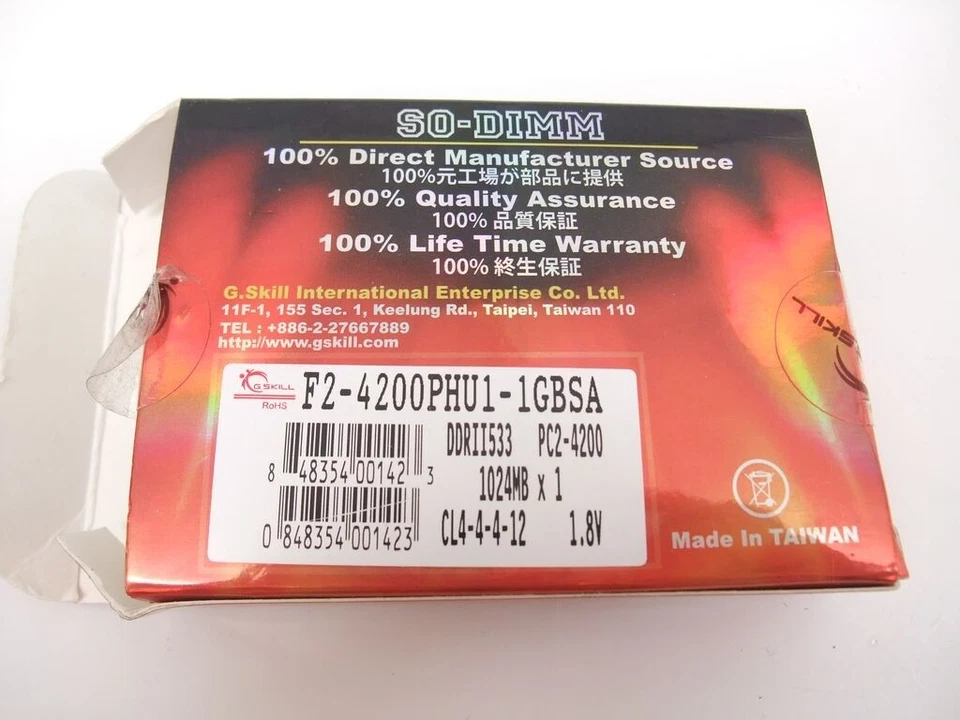 SO-DIMM
100% Direct Manufacturer Source
100%元工場が部品に提供
100% Quality Assurance
100% 品質保証
100% Life Time Warranty
100% 終生保証
G.Skill International Enterprise Co. Ltd.
11F-1, 155 Sec. 1, Keelung Rd., Taipei, Taiwan 110
TEL : +886-2-27667889
http://www.gskill.com
G.SKILL
RoHS
F2-4200PHU1-1GBSA
DDRII533 PC2-4200
8 48354 00142 3
1024MB x 1
0 848354 001423
CL4-4-4-12 1.8V
Made In TAIWAN
G.SKILL